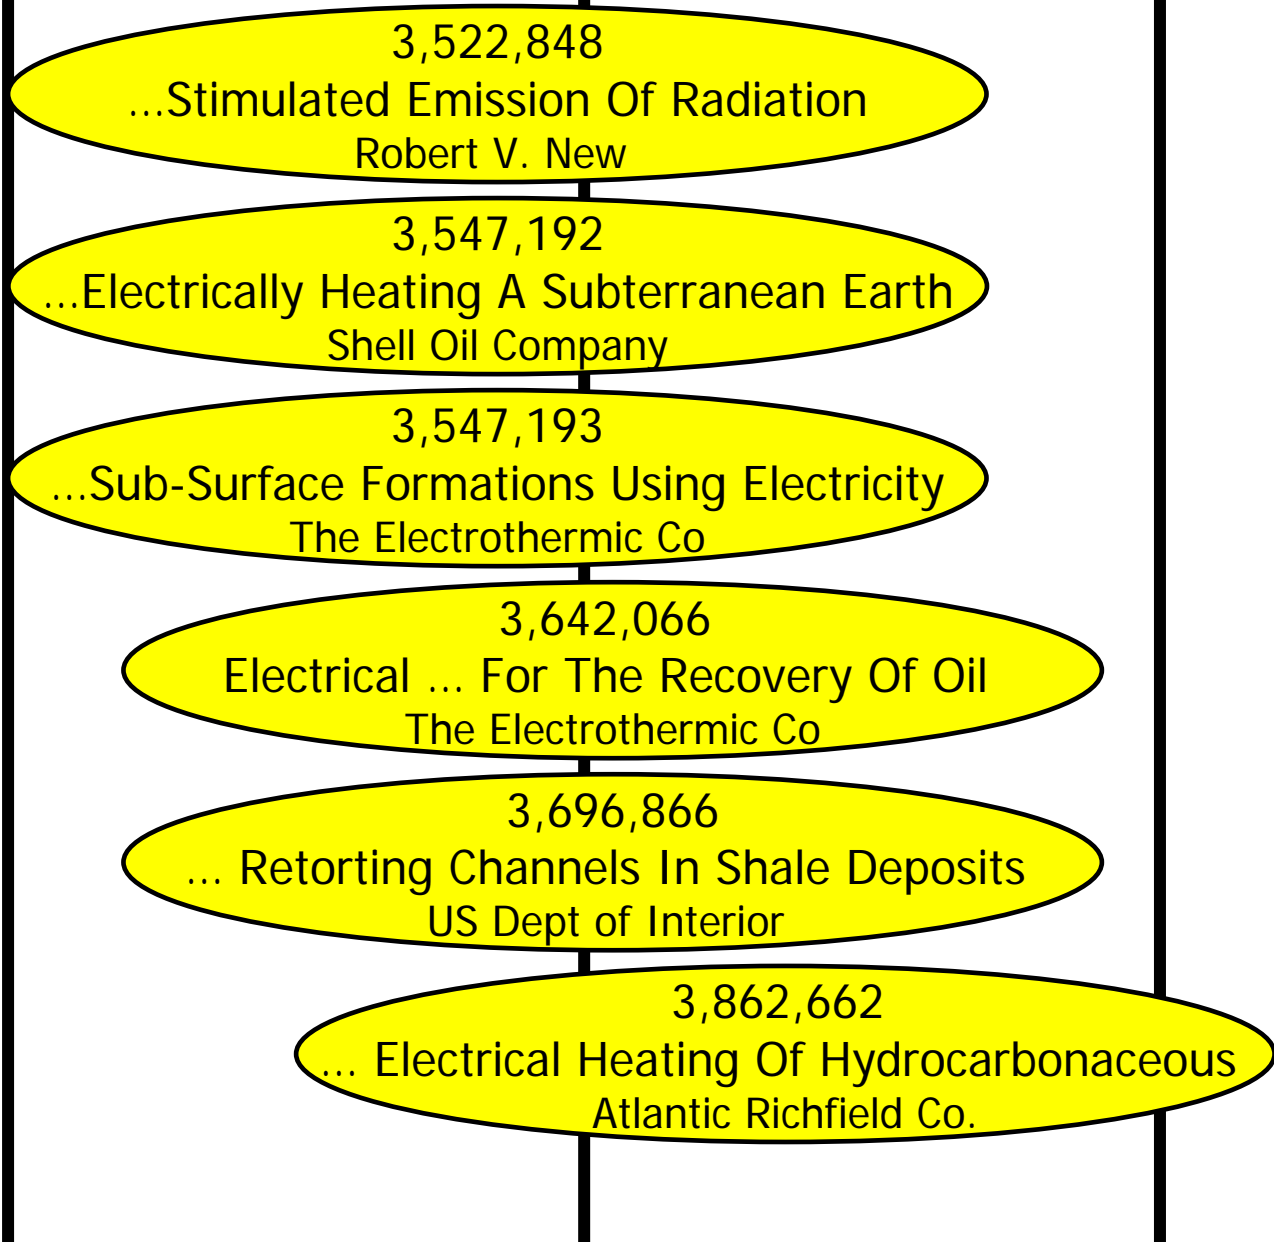 3,522,848
...Stimulated Emission Of Radiation
Robert V. New
3,547,192
...Electrically Heating A Subterranean Earth
Shell Oil Company
3,547,193
...Sub-Surface Formations Using Electricity
The Electrothermic Co
3,642,066
Electrical ... For The Recovery Of Oil
The Electrothermic Co
3,696,866
... Retorting Channels In Shale Deposits
US Dept of Interior
3,862,662
... Electrical Heating Of Hydrocarbonaceous
Atlantic Richfield Co.